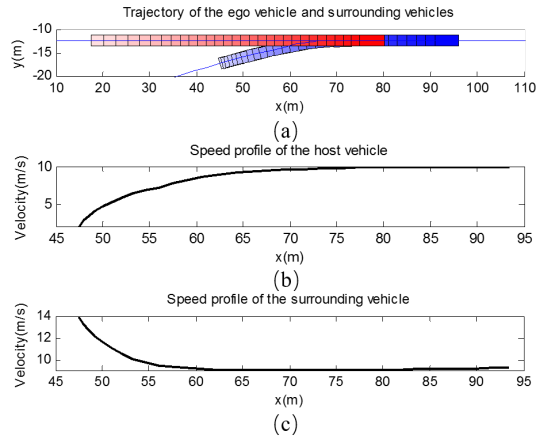 Trajectory of the ego vehicle and surrounding vehicles
-10
-15
-20
y(m)
10 20 30 40 50 60 70 80 90 100 110
x(m)
(a)
Speed profile of the host vehicle
10
5
Velocity(m/s)
45 50 55 60 65 70 75 80 85 90 95
x(m)
(b)
Speed profile of the surrounding vehicle
14
12
10
Velocity(m/s)
45 50 55 60 65 70 75 80 85 90 95
x(m)
(c)